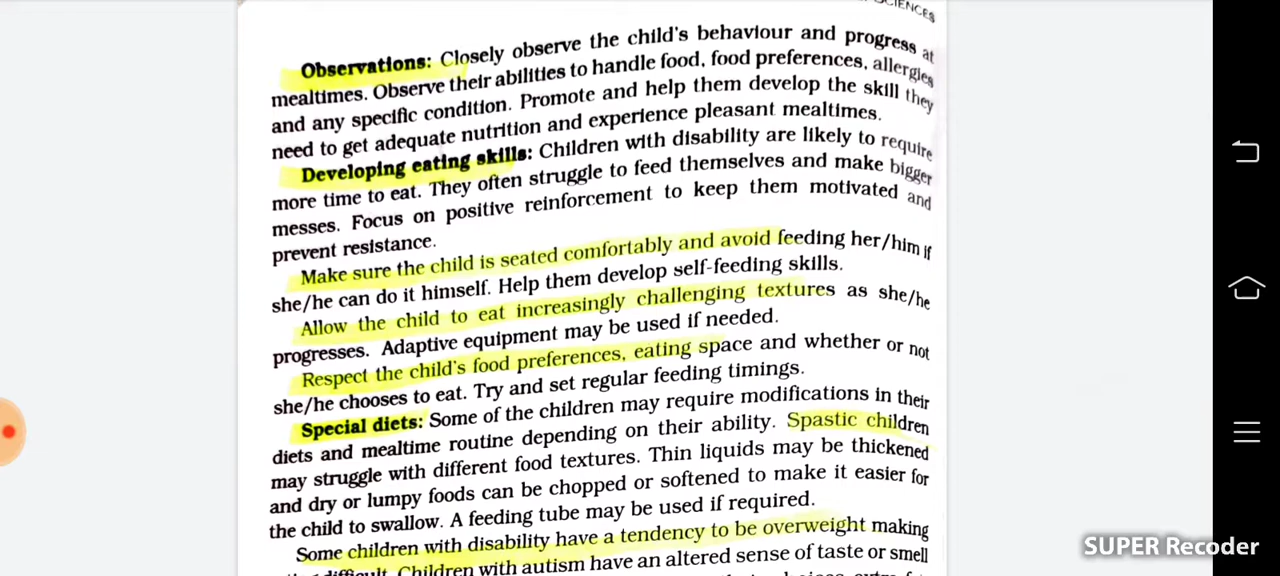 SCIENCES
Observations: Closely observe the child's behaviour and progress at
mealtimes. Observe their abilities to handle food, food preferences, allergies
and any specific condition. Promote and help them develop the skill they
need to get adequate nutrition and experience pleasant mealtimes.
Developing eating skills: Children with disability are likely to require
more time to eat. They often struggle to feed themselves and make bigger
messes. Focus on positive reinforcement to keep them motivated and
prevent resistance.
Make sure the child is seated comfortably and avoid feeding her/him if
she/he can do it himself. Help them develop self-feeding skills.
Allow the child to eat increasingly challenging textures as she/he
progresses. Adaptive equipment may be used if needed.
Respect the child's food preferences, eating space and whether or not
she/he chooses to eat. Try and set regular feeding timings.
Special diets: Some of the children may require modifications in their
diets and mealtime routine depending on their ability. Spastic children
may struggle with different food textures. Thin liquids may be thickened
and dry or lumpy foods can be chopped or softened to make it easier for
the child to swallow. A feeding tube may be used if required.
Some children with disability have a tendency to be overweight making
difficult. Children with autism have an altered sense of taste or smell
SUPER Recoder